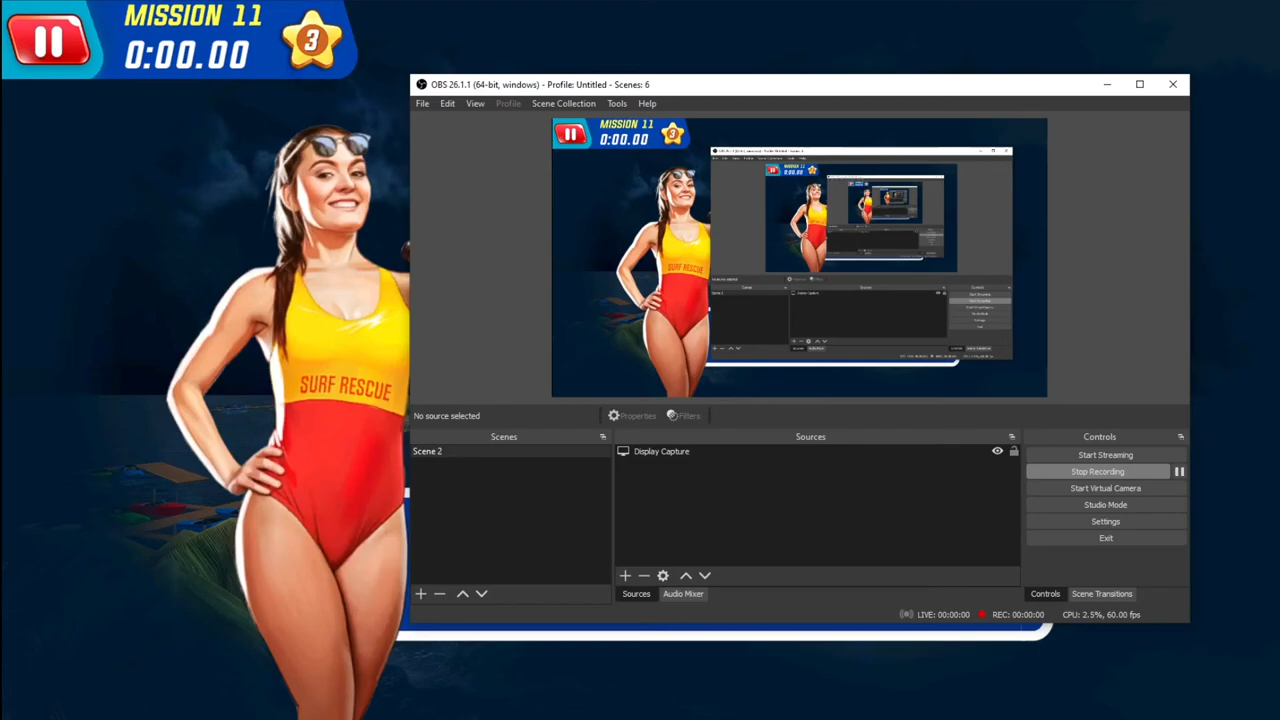 MISSION 11
0:00.00
3
SURF RESCUE
OBS 26.1.1 (64-bit, windows) - Profile: Untitled - Scenes: 6
File Edit View Profile Scene Collection Tools Help
MISSION 11
0:00.00
3
SURF RESCUE
No source selected
Properties Filters
Scenes
Scene 2
Sources
Display Capture
Sources Audio Mixer
Controls
Start Streaming
Stop Recording
Start Virtual Camera
Studio Mode
Settings
Exit
Controls Scene Transitions
LIVE: 00:00:00 REC: 00:00:00 CPU: 2.5%, 60.00 fps